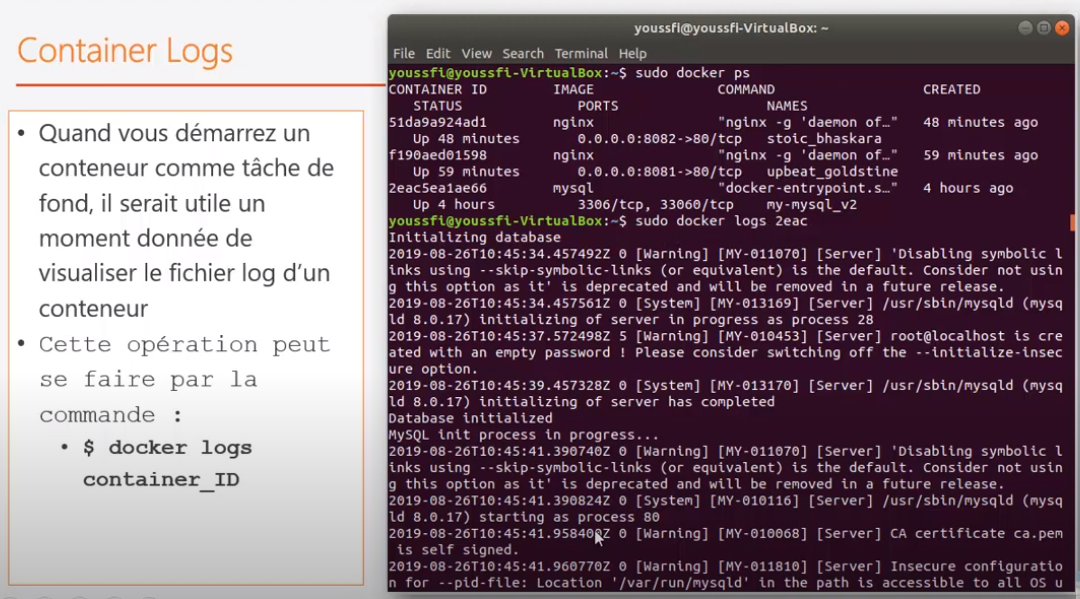 Container Logs
• Quand vous démarrez un
conteneur comme tâche de
fond, il serait utile un
moment donnée de
visualiser le fichier log d’un
conteneur
• Cette opération peut
se faire par la
commande :
• $ docker logs
container_ID
youssfi@youssfi-VirtualBox: ~
File Edit View Search Terminal Help
youssfi@youssfi-VirtualBox:~$ sudo docker ps
CONTAINER ID IMAGE COMMAND CREATED
STATUS PORTS NAMES
51da9a924ad1 nginx "nginx -g 'daemon of…" 48 minutes ago
Up 48 minutes 0.0.0.0:8082->80/tcp stoic_bhaskara
f190aed01598 nginx "nginx -g 'daemon of…" 59 minutes ago
Up 59 minutes 0.0.0.0:8081->80/tcp upbeat_goldstine
2eac5ea1ae66 mysql "docker-entrypoint.s…" 4 hours ago
Up 4 hours 3306/tcp, 33060/tcp my-mysql_v2
youssfi@youssfi-VirtualBox:~$ sudo docker logs 2eac
Initializing database
2019-08-26T10:45:34.457492Z 0 [Warning] [MY-011070] [Server] 'Disabling symbolic l
inks using --skip-symbolic-links (or equivalent) is the default. Consider not usin
g this option as it' is deprecated and will be removed in a future release.
2019-08-26T10:45:34.457561Z 0 [System] [MY-013169] [Server] /usr/sbin/mysqld (mysq
ld 8.0.17) initializing of server in progress as process 28
2019-08-26T10:45:37.572498Z 5 [Warning] [MY-010453] [Server] root@localhost is cre
ated with an empty password ! Please consider switching off the --initialize-insec
ure option.
2019-08-26T10:45:39.457328Z 0 [System] [MY-013170] [Server] /usr/sbin/mysqld (mysq
ld 8.0.17) initializing of server has completed
Database initialized
MySQL init process in progress...
2019-08-26T10:45:41.390740Z 0 [Warning] [MY-011070] [Server] 'Disabling symbolic l
inks using --skip-symbolic-links (or equivalent) is the default. Consider not usin
g this option as it' is deprecated and will be removed in a future release.
2019-08-26T10:45:41.390824Z 0 [System] [MY-010116] [Server] /usr/sbin/mysqld (mysq
ld 8.0.17) starting as process 80
2019-08-26T10:45:41.958400Z 0 [Warning] [MY-010068] [Server] CA certificate ca.pem
is self signed.
2019-08-26T10:45:41.960770Z 0 [Warning] [MY-011810] [Server] Insecure configuratio
n for --pid-file: Location '/var/run/mysqld' in the path is accessible to all OS u